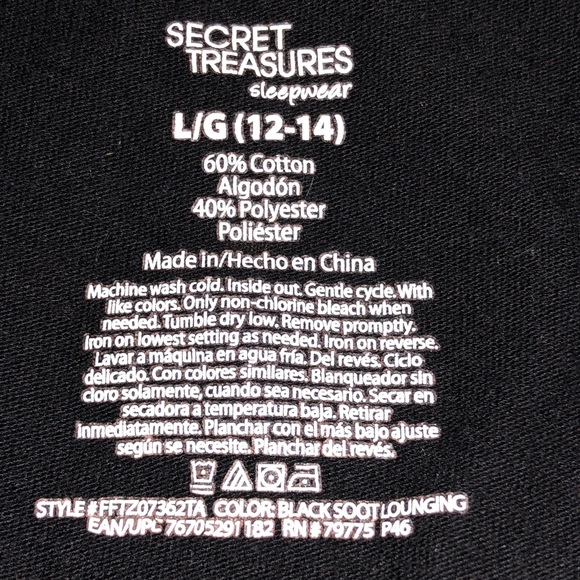 SECRET
TREASURES
sleepwear
L/G (12-14)
60% Cotton
Algodón
40% Polyester
Poliéster
Made in/Hecho en China
Machine wash cold. Inside out. Gentle cycle. With
like colors. Only non-chlorine bleach when
needed. Tumble dry low. Remove promptly.
Iron on lowest setting as needed. Iron on reverse.
Lavar a máquina en agua fría. Del revés. Ciclo
delicado. Con colores similares. Blanqueador sin
cloro solamente, cuando sea necesario. Secar en
secadora a temperatura baja. Retirar
inmediatamente. Planchar con el más bajo ajuste
según se necesite. Planchar del revés.
STYLE # FFTZ07362TA COLOR: BLACK SOOT LOUNGING
EAN/UPC 76705291182 RN # 79775 P46